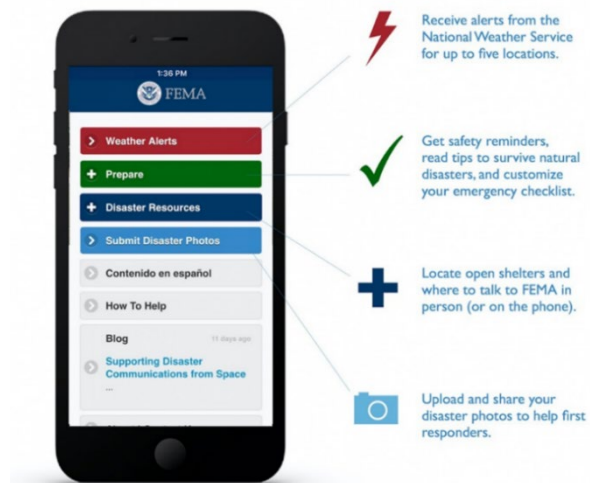 1:36 PM
FEMA
Weather Alerts
Prepare
Disaster Resources
Submit Disaster Photos
Contenido en español
How To Help
Blog 11 days ago
Supporting Disaster
Communications from Space
...
Receive alerts from the
National Weather Service
for up to five locations.
Get safety reminders,
read tips to survive natural
disasters, and customize
your emergency checklist.
Locate open shelters and
where to talk to FEMA in
person (or on the phone).
Upload and share your
disaster photos to help first
responders.